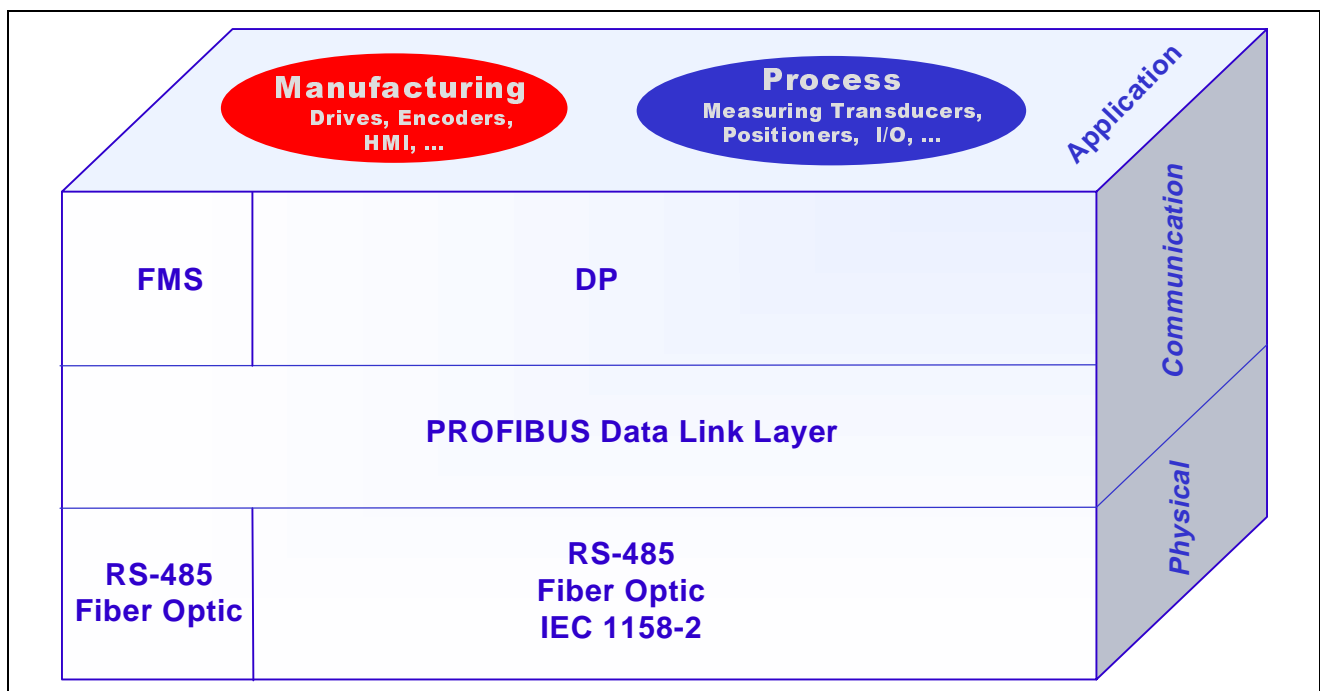 Manufacturing
Drives, Encoders,
HMI, ...
Process
Measuring Transducers,
Positioners, I/O, ...
Application
FMS
DP
Communication
PROFIBUS Data Link Layer
RS-485
Fiber Optic
RS-485
Fiber Optic
IEC 1158-2
Physical